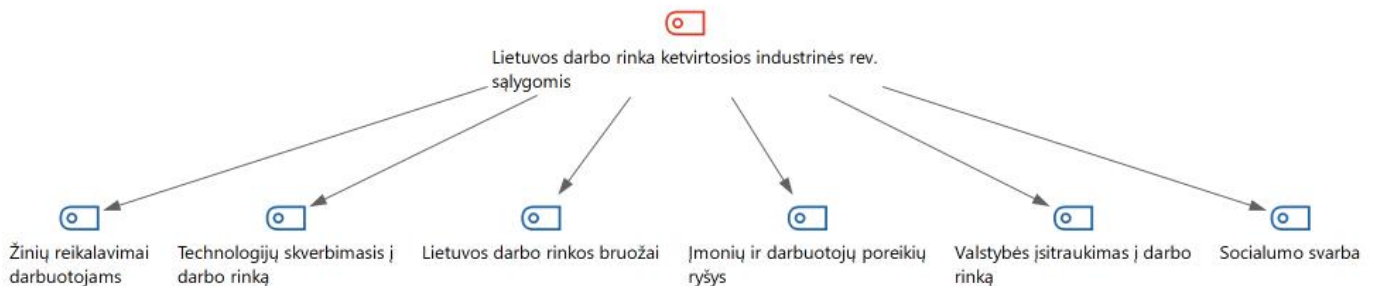 Lietuvos darbo rinka ketvirtosios industrinės rev.
sąlygomis
Žinių reikalavimai
darbuotojams
Technologijų skverbimasis į
darbo rinką
Lietuvos darbo rinkos bruožai
Įmonių ir darbuotojų poreikių
ryšys
Valstybės įsitraukimas į darbo
rinką
Socialumo svarba